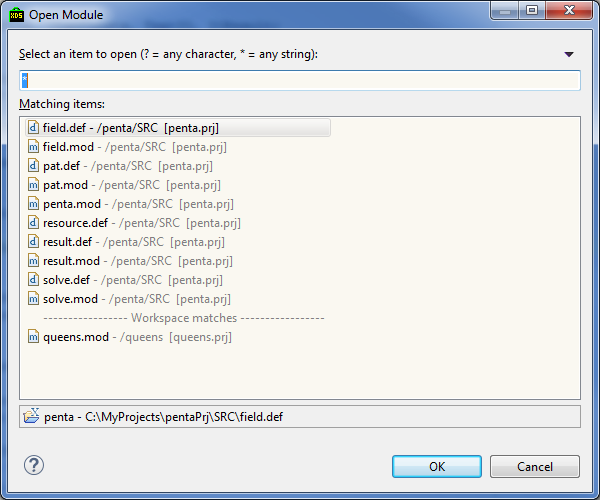 XDS Open Module
Select an item to open (? = any character, * = any string):
*
Matching items:
field.def - /penta/SRC [penta.prj]
field.mod - /penta/SRC [penta.prj]
pat.def - /penta/SRC [penta.prj]
pat.mod - /penta/SRC [penta.prj]
penta.mod - /penta/SRC [penta.prj]
resource.def - /penta/SRC [penta.prj]
result.def - /penta/SRC [penta.prj]
result.mod - /penta/SRC [penta.prj]
solve.def - /penta/SRC [penta.prj]
solve.mod - /penta/SRC [penta.prj]
----------------- Workspace matches -----------------
queens.mod - /queens [queens.prj]
penta - C:\MyProjects\pentaPrj\SRC\field.def
? OK Cancel